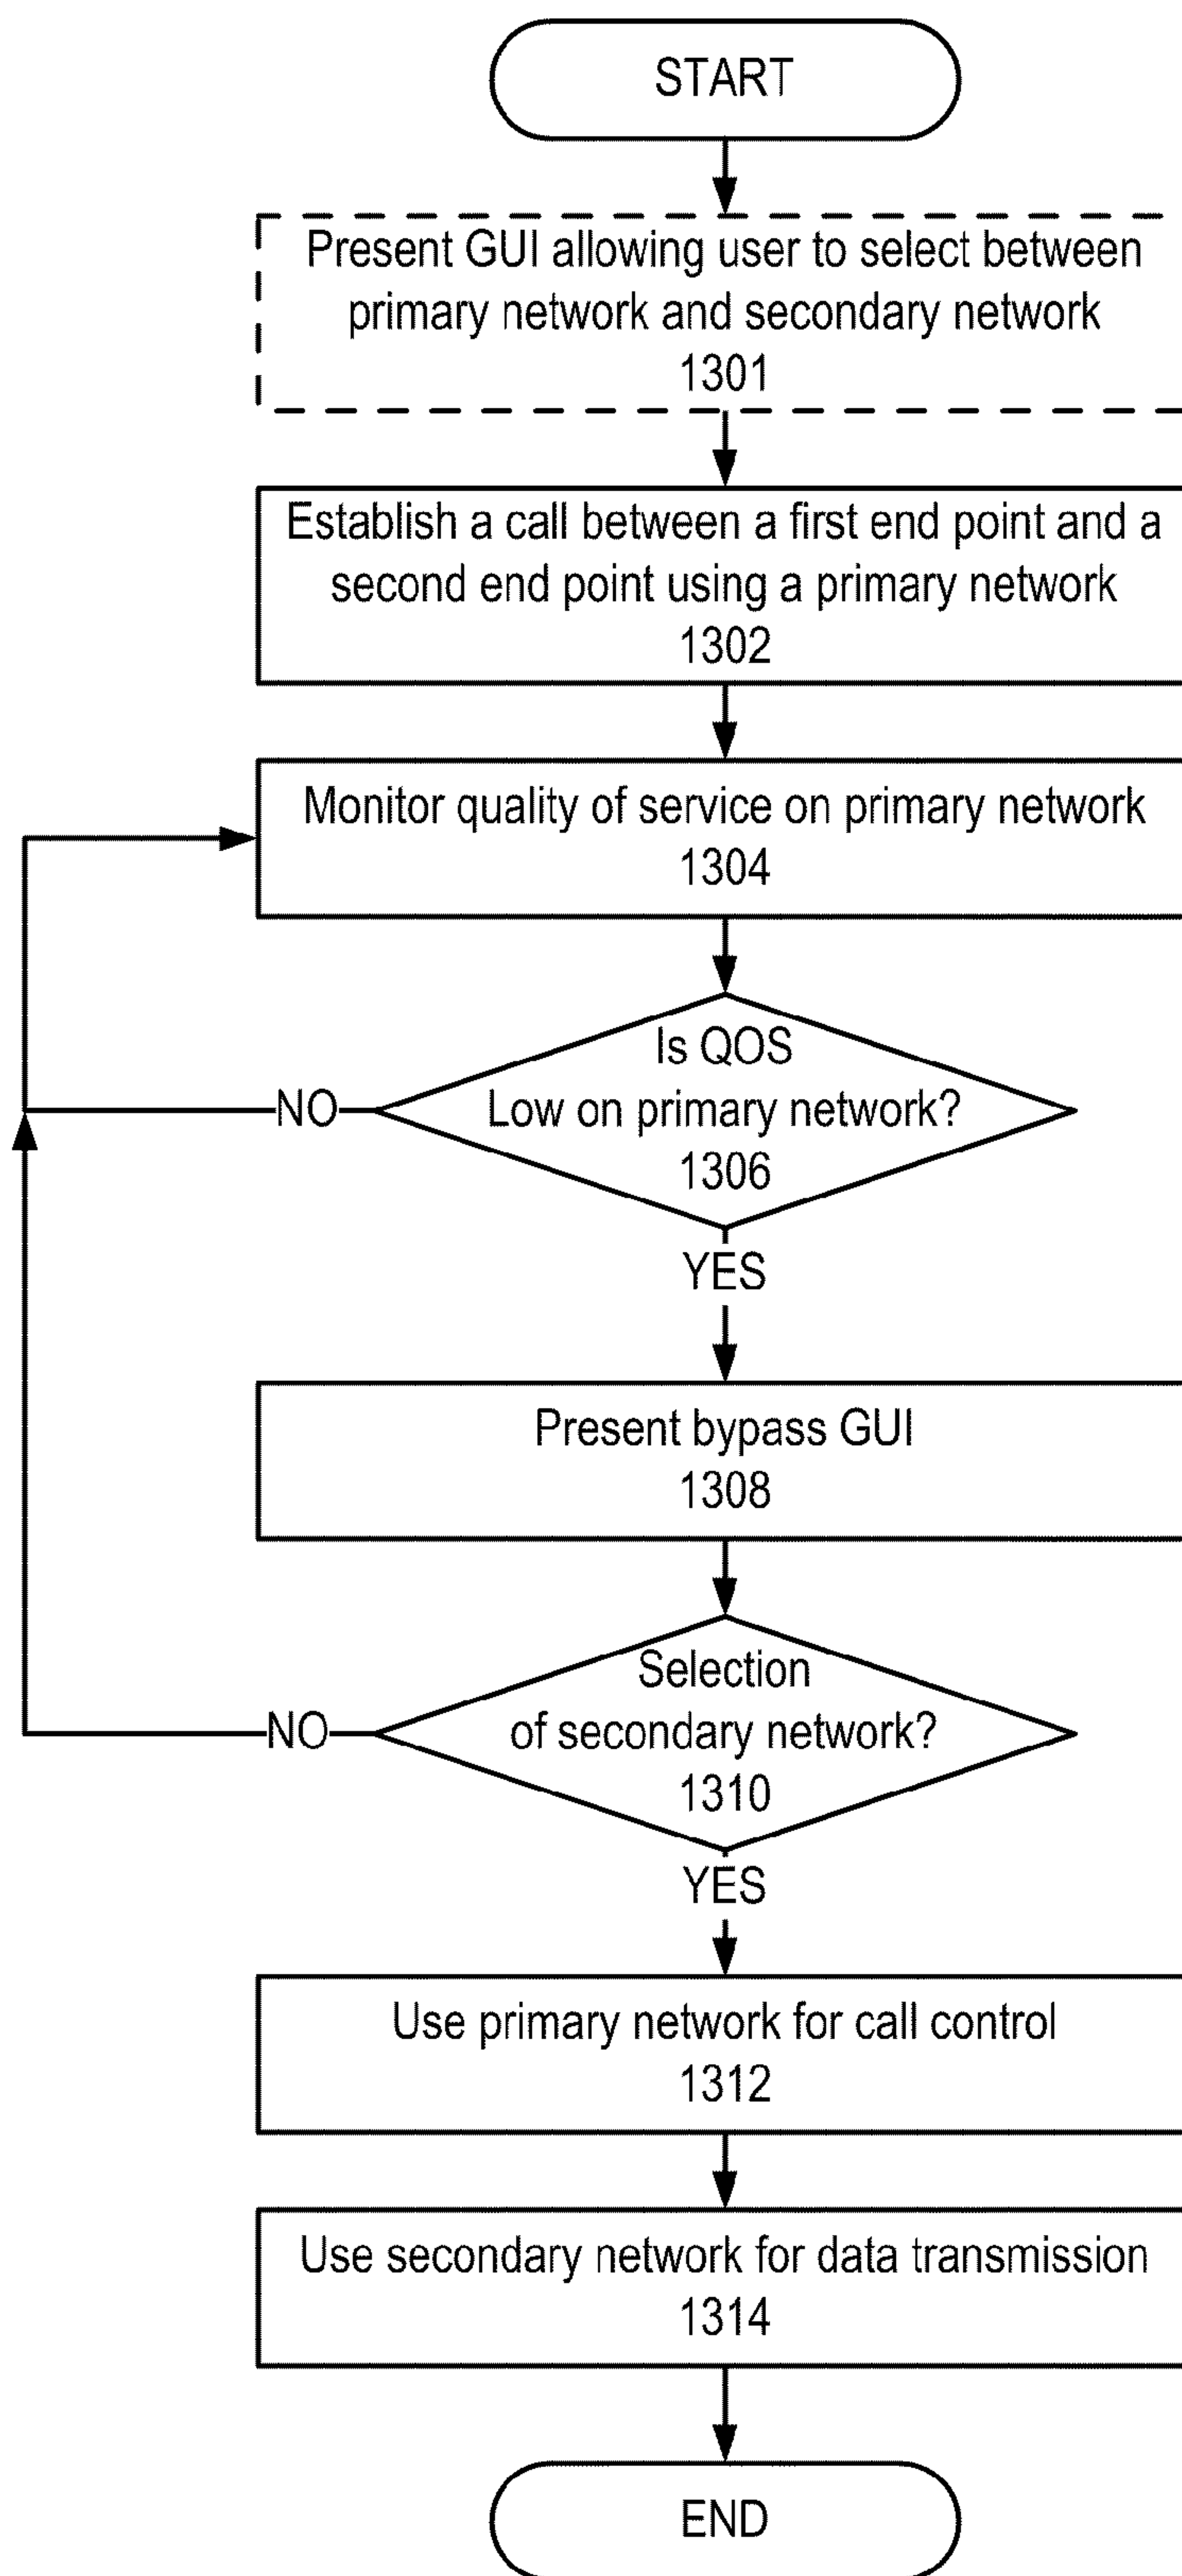 START
Present GUI allowing user to select between
primary network and secondary network
1301
Establish a call between a first end point and a
second end point using a primary network
1302
Monitor quality of service on primary network
1304
Is QOS
Low on primary network?
1306
NO
YES
Present bypass GUI
1308
Selection
of secondary network?
1310
NO
YES
Use primary network for call control
1312
Use secondary network for data transmission
1314
END